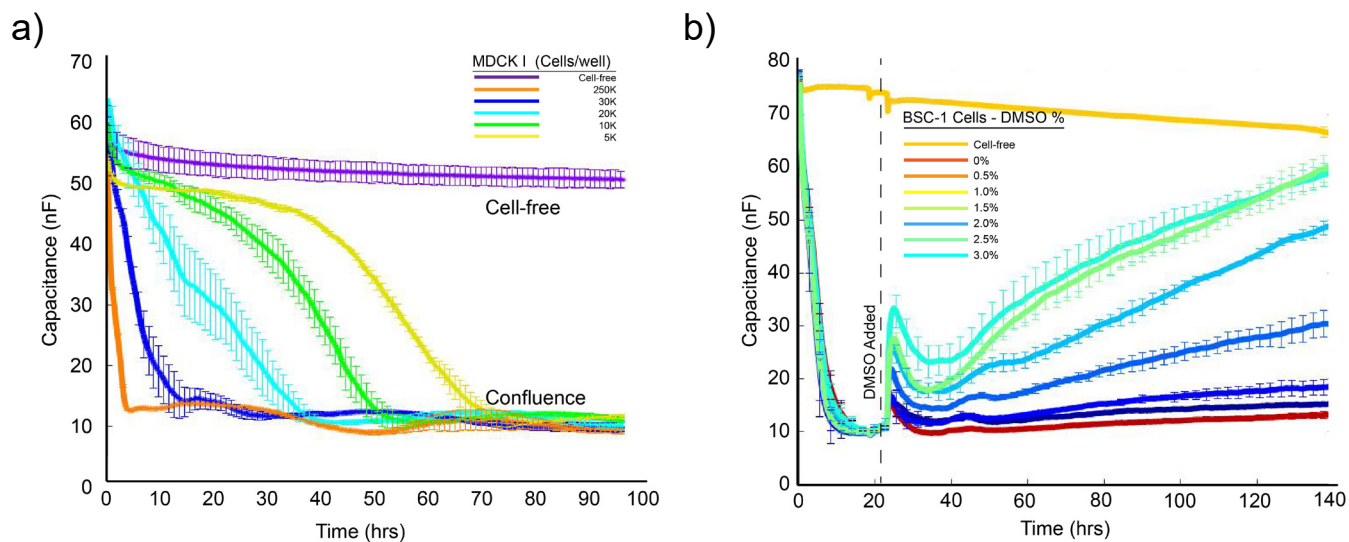 a)
70
60
50
40
30
20
10
0
Capacitance (nF)
0 10 20 30 40 50 60 70 80 90 100
Time (hrs)
MDCK I (Cells/well)
Cell-free
250K
30K
20K
10K
5K
Cell-free
Confluence
b)
80
70
60
50
40
30
20
10
0
Capacitance (nF)
0 20 40 60 80 100 120 140
Time (hrs)
DMSO Added
BSC-1 Cells - DMSO %
Cell-free
0%
0.5%
1.0%
1.5%
2.0%
2.5%
3.0%